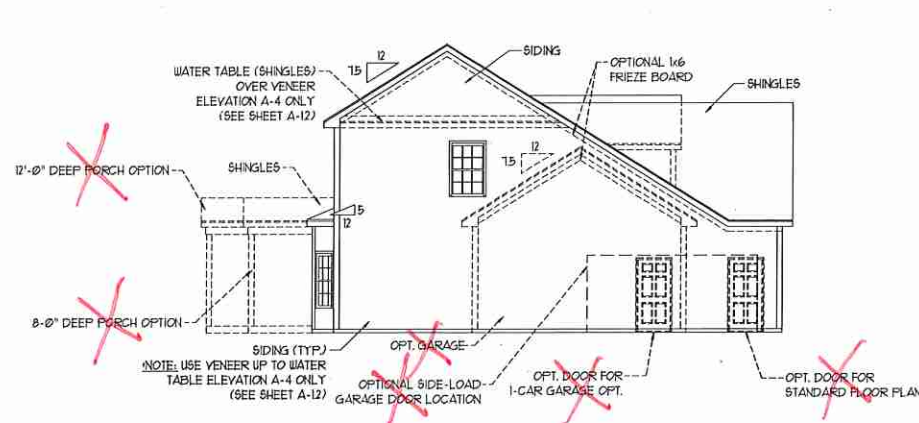 12
7.5
SIDING
OPTIONAL 1x6
FRIEZE BOARD
WATER TABLE (SHINGLES)
OVER VENEER
ELEVATION A-4 ONLY
(SEE SHEET A-12)
SHINGLES
12
7.5
12'-0" DEEP PORCH OPTION
SHINGLES
5
12
8-0" DEEP PORCH OPTION
SIDING (TYP.)
NOTE: USE VENEER UP TO WATER
TABLE ELEVATION A-4 ONLY
(SEE SHEET A-12)
OPT. GARAGE
OPTIONAL SIDE-LOAD
GARAGE DOOR LOCATION
OPT. DOOR FOR
1-CAR GARAGE OPT.
OPT. DOOR FOR
STANDARD FLOOR PLAN